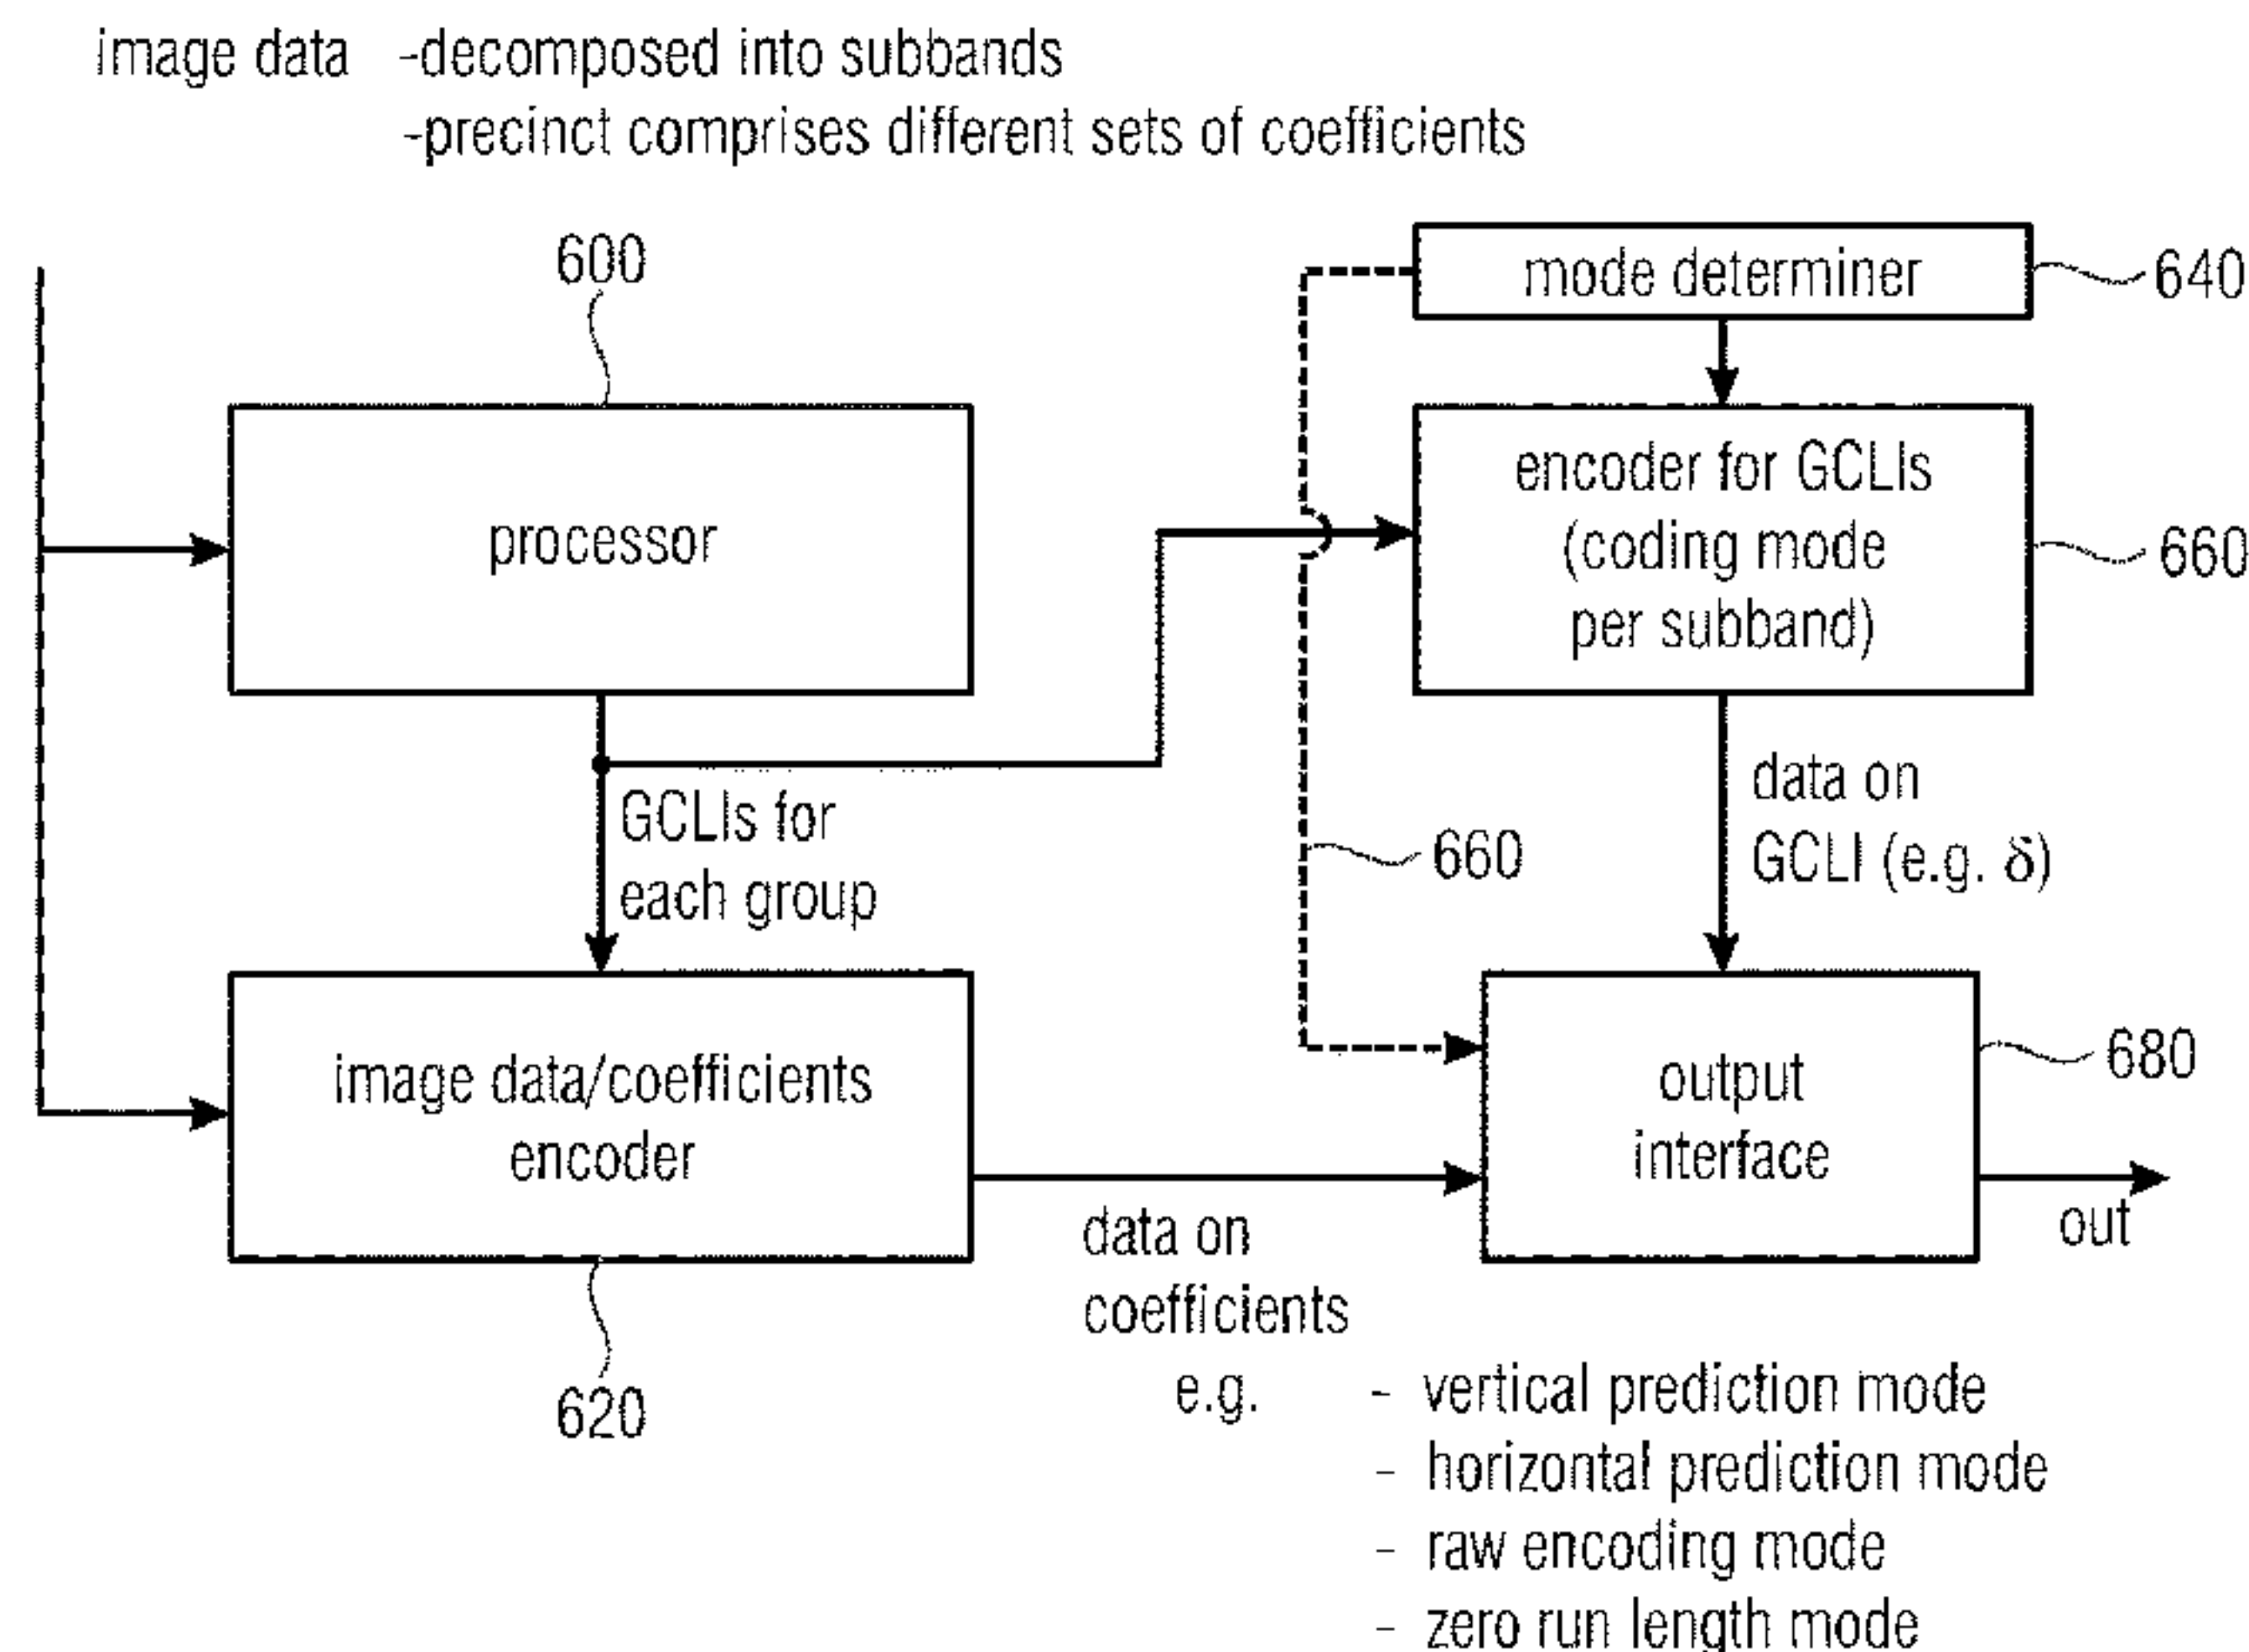 image data -decomposed into subbands
-precinct comprises different sets of coefficients
600
mode determiner
640
processor
encoder for GCLIs
(coding mode
per subband)
660
GCLIs for
each group
660
data on
GCLI (e.g. δ)
image data/coefficients
encoder
620
output
interface
680
out
data on
coefficients
e.g. - vertical prediction mode
- horizontal prediction mode
- raw encoding mode
- zero run length mode